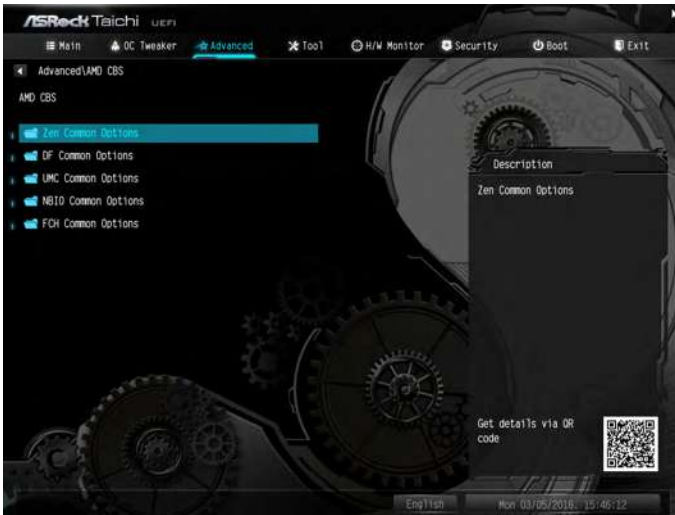 ASRock Taichi UEFI
Main OC Tweaker Advanced Tool H/W Monitor Security Boot Exit
Advanced\AMD CBS
AMD CBS
Zen Common Options
DF Common Options
UMC Common Options
NBIO Common Options
FCH Common Options
Description
Zen Common Options
Get details via QR
code
English Mon 03/05/2018. 15:46:12